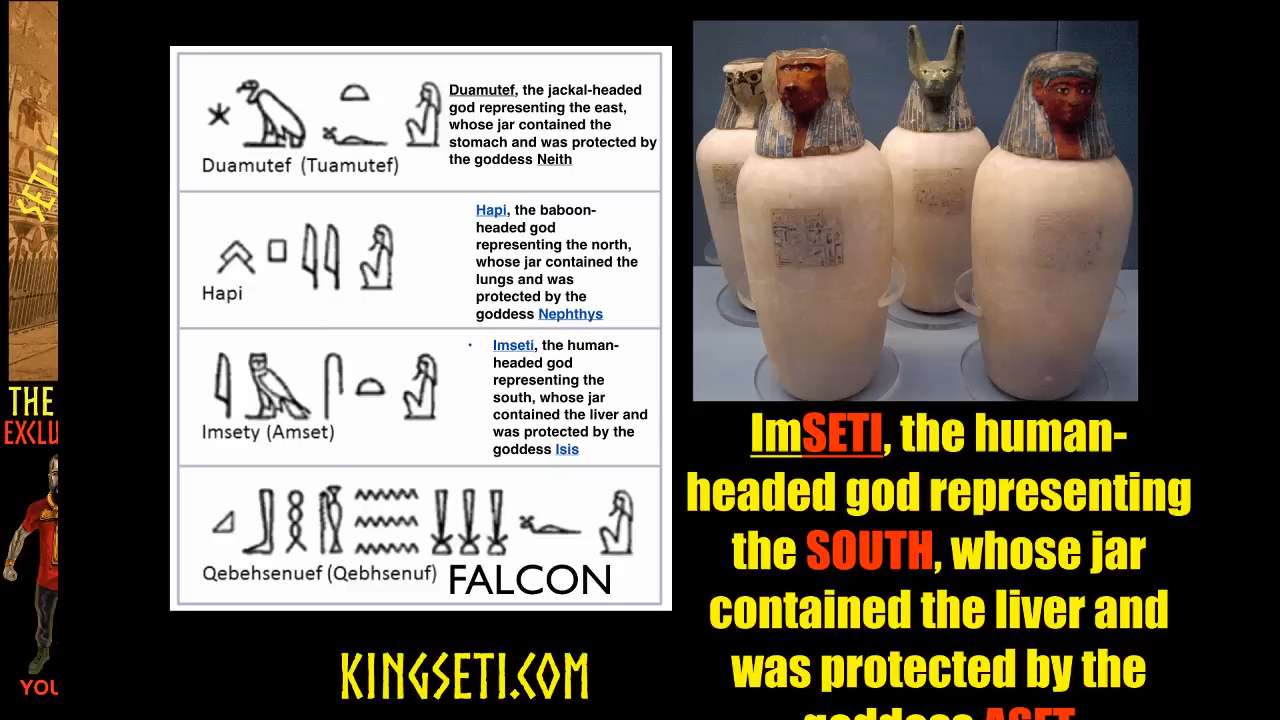 SETI
THE
EXCLU
YOU
Duamutef, the jackal-headed
god representing the east,
whose jar contained the
stomach and was protected by
the goddess Neith
Duamutef (Tuamutef)
Hapi, the baboon-
headed god
representing the north,
whose jar contained the
lungs and was
protected by the
goddess Nephthys
Hapi
• Imseti, the human-
headed god
representing the
south, whose jar
contained the liver and
was protected by the
goddess Isis
Imsety (Amset)
Qebehsenuef (Qebhsenuf)
FALCON
KINGSETI.COM
ImSETI, the human-
headed god representing
the SOUTH, whose jar
contained the liver and
was protected by the
goddess ASET